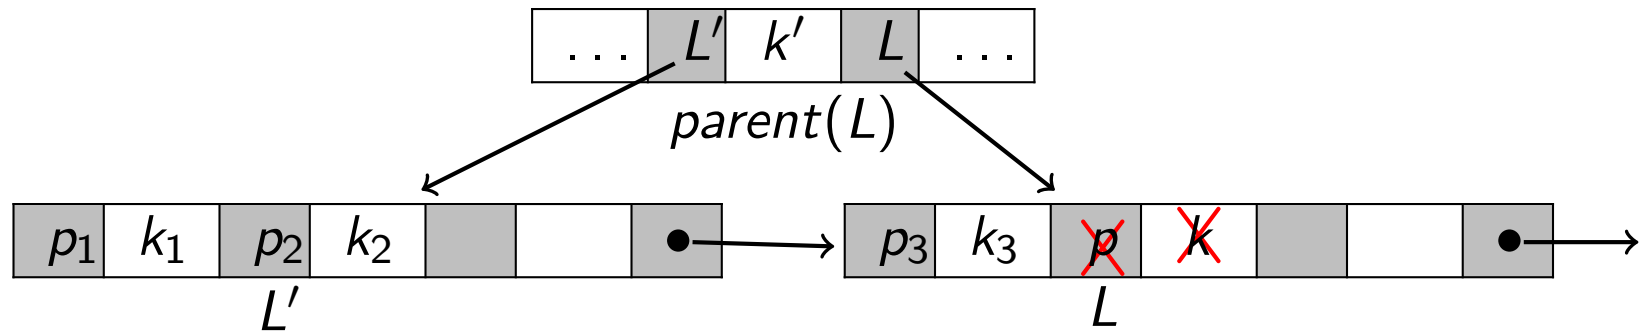 ... L′ k′ L ...
parent(L)
p₁ k₁ p₂ k₂ p₃ k₃ p k
L′ L